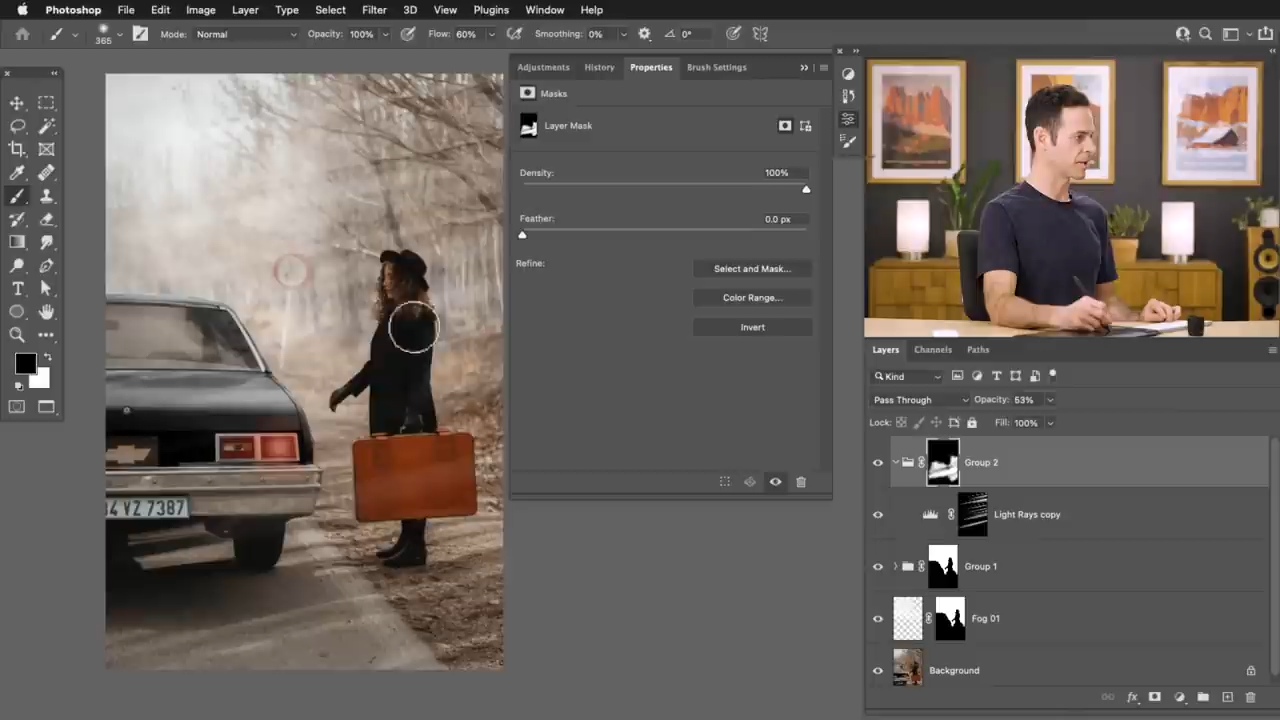 Photoshop File Edit Image Layer Type Select Filter 3D View Plugins Window Help
365 Mode: Normal Opacity: 100% Flow: 60% Smoothing: 0% 0°
Adjustments History Properties Brush Settings
Masks
Layer Mask
Density: 100%
Feather: 0.0 px
Refine:
Select and Mask...
Color Range...
Invert
34 VZ 7387
Layers Channels Paths
Kind
Pass Through Opacity: 53%
Lock: Fill: 100%
Group 2
Light Rays copy
Group 1
Fog 01
Background
fx